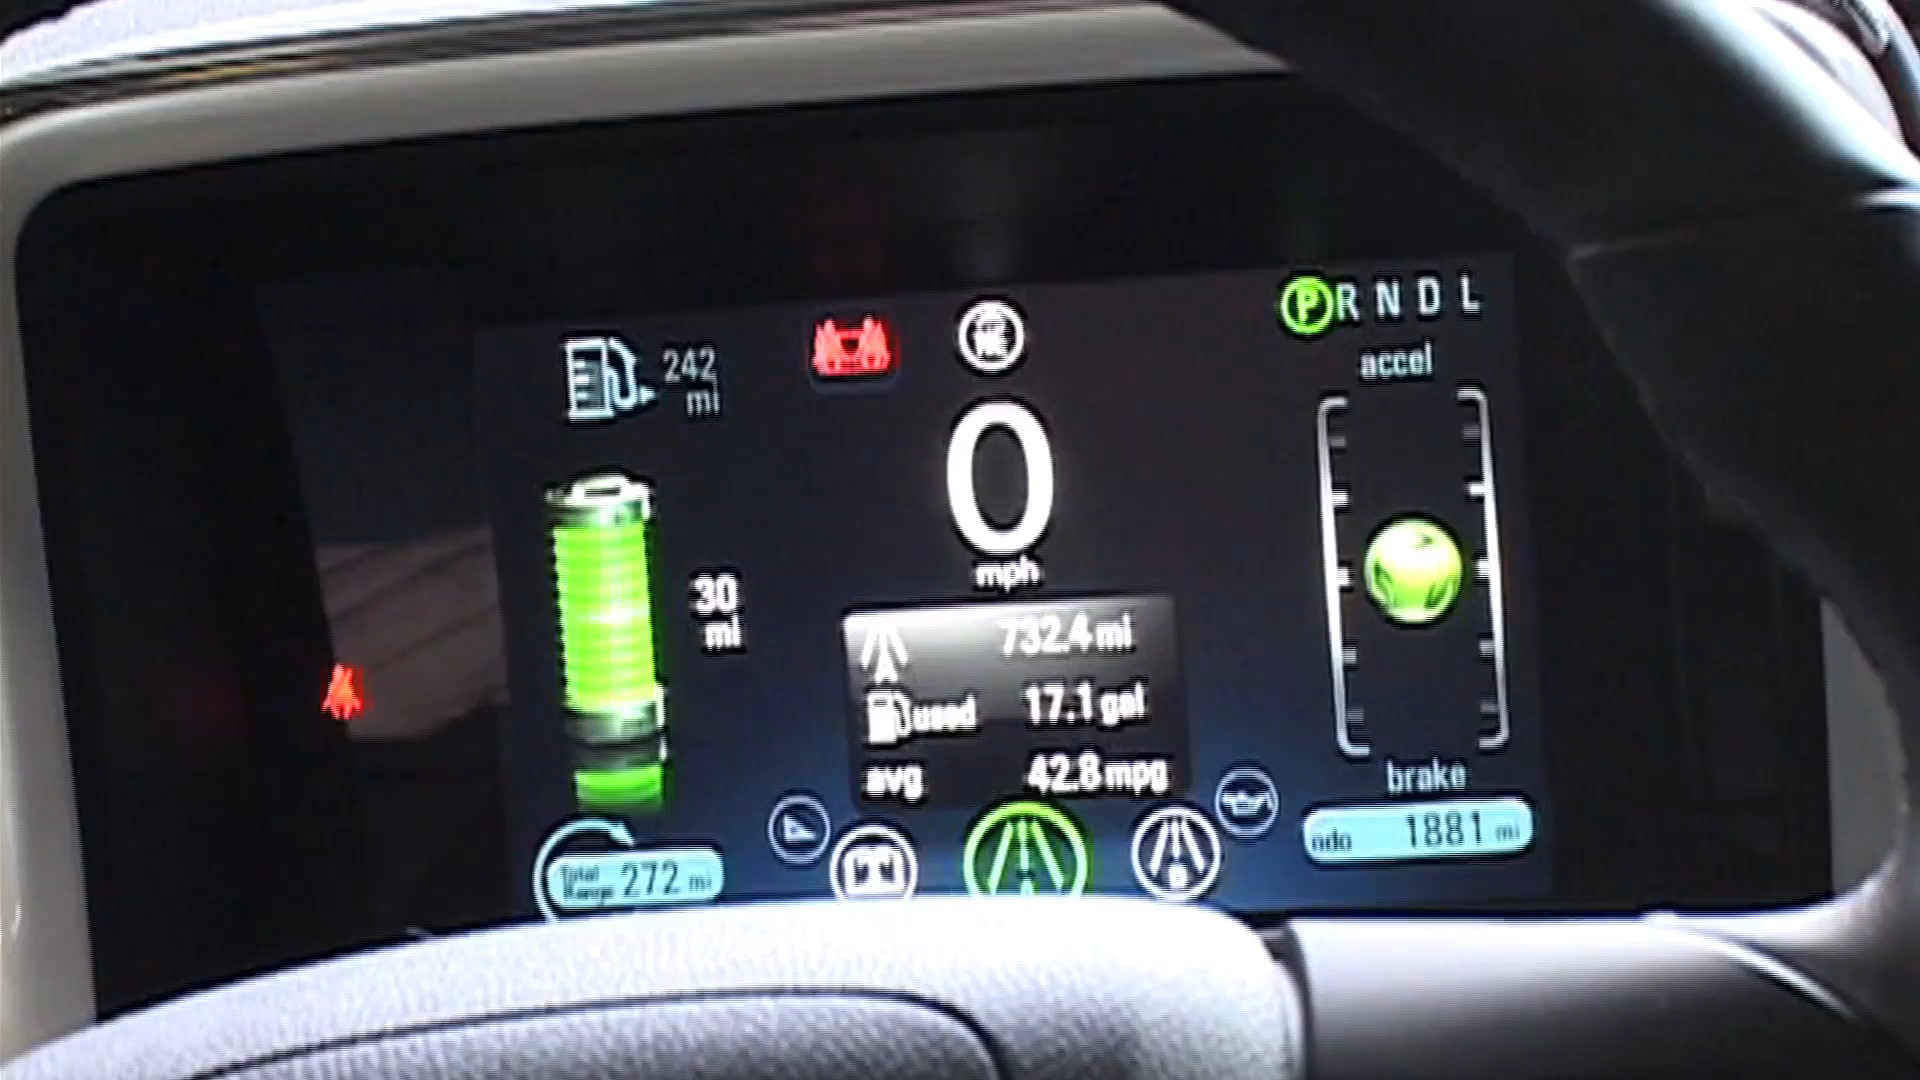 242
mi
NE
P R N D L
accel
0
mph
30
mi
732.4 mi
used 17.1 gal
avg 42.8 mpg
brake
Total
Range 272 mi
odo 1881 mi